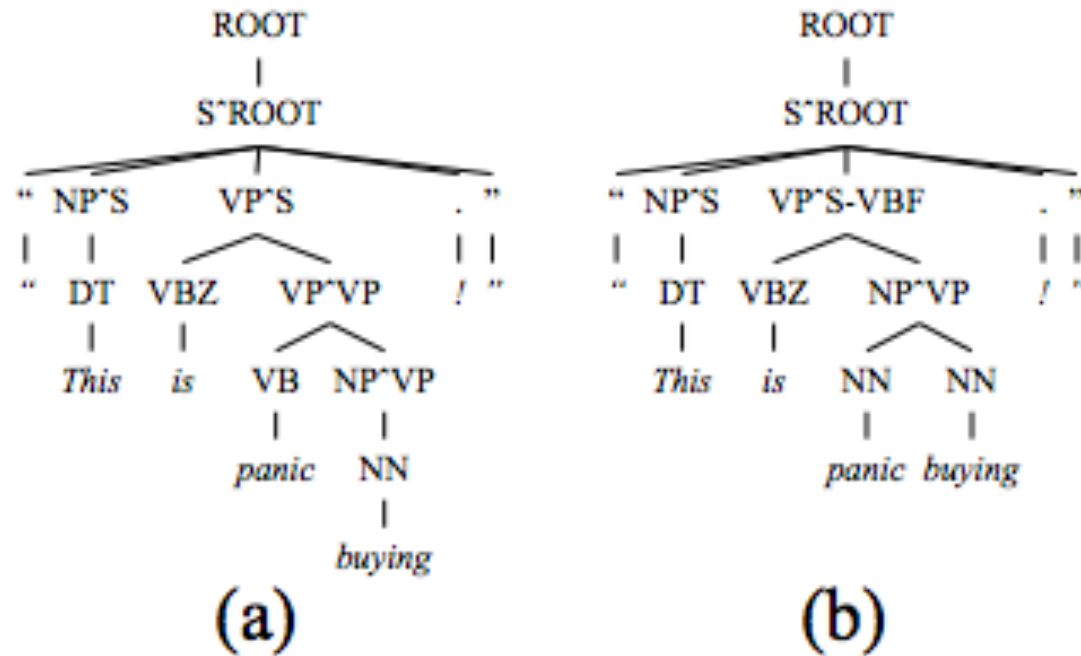 ROOT ROOT
S^ROOT S^ROOT
“ NP^S VP^S . ” “ NP^S VP^S-VBF . ”
“ DT VBZ VP^VP ! ” “ DT VBZ NP^VP ! ”
This is VB NP^VP This is NN NN
panic NN panic buying
buying
(a) (b)